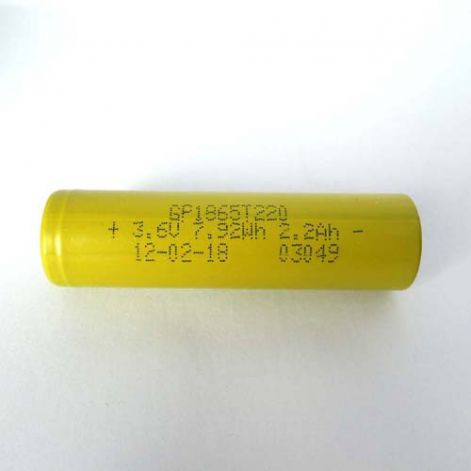 GP1865T220
+ 3.6V 7.92Wh 2.2Ah -
12-02-18 03049